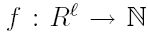 f : R^ℓ → ℕ